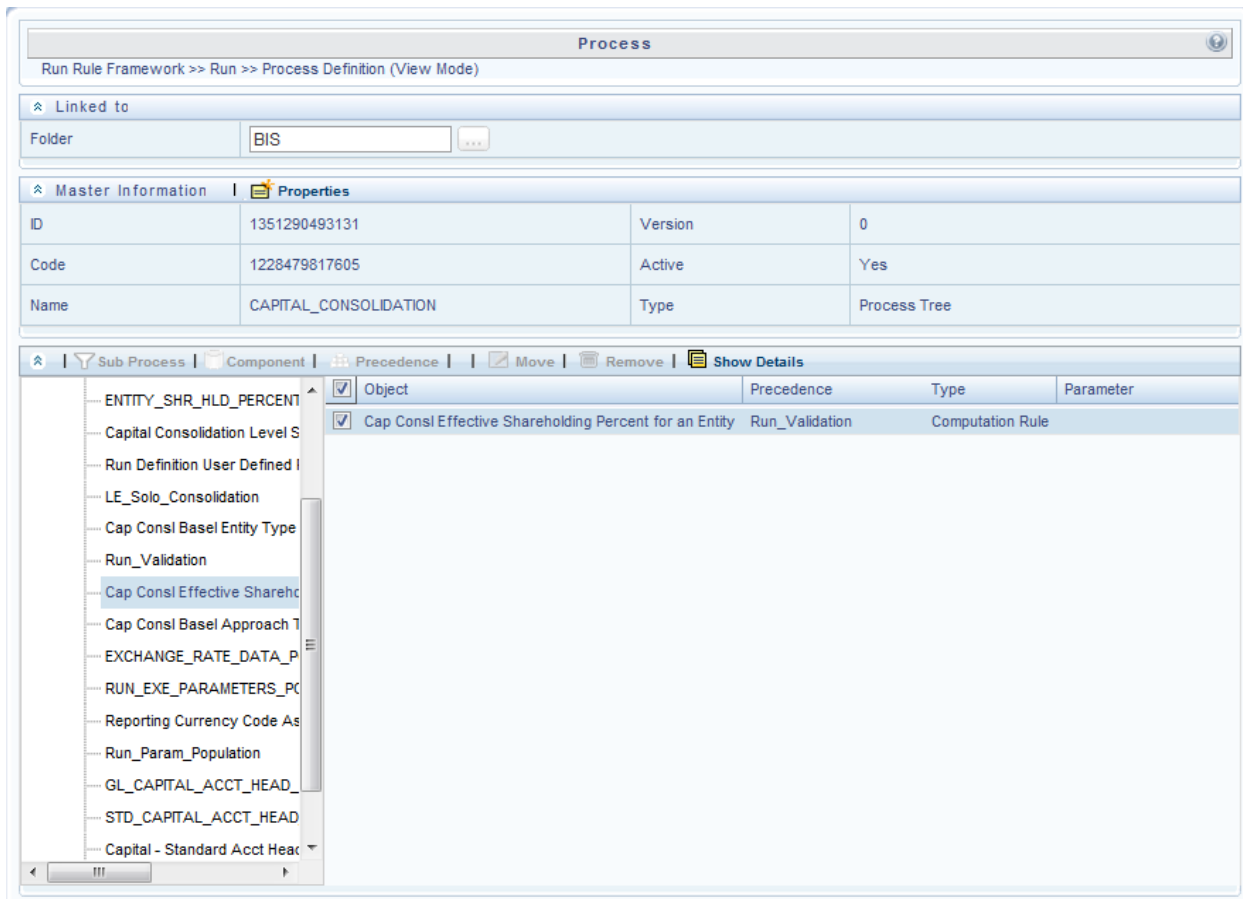 Process
Run Rule Framework >> Run >> Process Definition (View Mode)
Linked to
Folder BIS ...
Master Information | Properties
ID 1351290493131 Version 0
Code 1228479817605 Active Yes
Name CAPITAL_CONSOLIDATION Type Process Tree
| Sub Process | Component | Precedence | | Move | Remove | Show Details
Object Precedence Type Parameter
Cap Consl Effective Shareholding Percent for an Entity Run_Validation Computation Rule
ENTITY_SHR_HLD_PERCENT
Capital Consolidation Level S
Run Definition User Defined
LE_Solo_Consolidation
Cap Consl Basel Entity Type
Run_Validation
Cap Consl Effective Shareho
Cap Consl Basel Approach T
EXCHANGE_RATE_DATA_P
RUN_EXE_PARAMETERS_PO
Reporting Currency Code As
Run_Param_Population
GL_CAPITAL_ACCT_HEAD_
STD_CAPITAL_ACCT_HEAD
Capital - Standard Acct Head